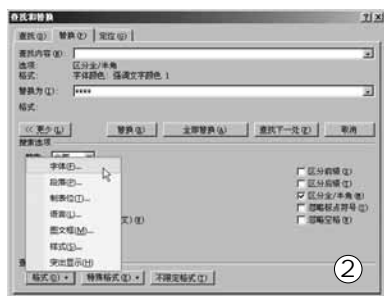 查找和替换
查找(D) 替换(P) 定位(G)
查找内容(N):
选项: 区分全/半角
格式: 字体颜色: 强调文字颜色 1
替换为(I): ****
格式:
<< 更少(L) 替换(R) 全部替换(A) 查找下一处(F) 取消
搜索选项
字体(F)...
段落(P)... 区分前缀(X)
制表位(T)... 区分后缀(T)
语言(L)... 区分全/半角(M)
图文框(M)... 文)(E) 忽略标点符号(S)
样式(S)... 忽略空格(W)
突出显示(H)
格式(O) 特殊格式(E) 不限定格式(T)
②